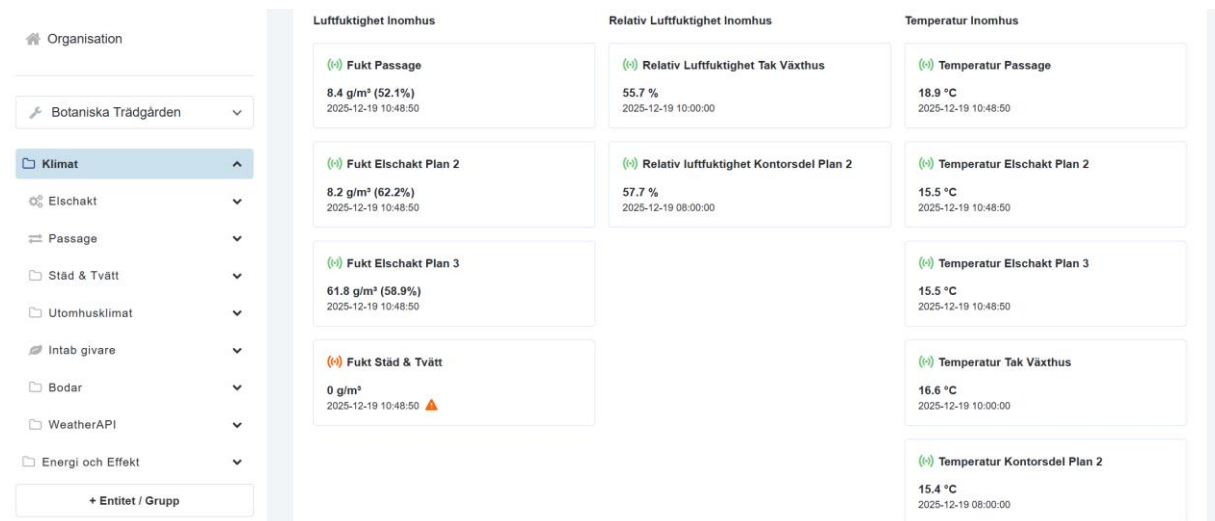 Organisation
Botaniska Trädgården
Klimat
Elschakt
Passage
Städ & Tvätt
Utomhusklimat
Intab givare
Bodar
WeatherAPI
Energi och Effekt
+ Entitet / Grupp
Luftfuktighet Inomhus
Fukt Passage
8.4 g/m³ (52.1%)
2025-12-19 10:48:50
Fukt Elschakt Plan 2
8.2 g/m³ (62.2%)
2025-12-19 10:48:50
Fukt Elschakt Plan 3
61.8 g/m³ (58.9%)
2025-12-19 10:48:50
Fukt Städ & Tvätt
0 g/m³
2025-12-19 10:48:50
Relativ Luftfuktighet Inomhus
Relativ Luftfuktighet Tak Växthus
55.7 %
2025-12-19 10:00:00
Relativ luftfuktighet Kontorsdel Plan 2
57.7 %
2025-12-19 08:00:00
Temperatur Inomhus
Temperatur Passage
18.9 °C
2025-12-19 10:48:50
Temperatur Elschakt Plan 2
15.5 °C
2025-12-19 10:48:50
Temperatur Elschakt Plan 3
15.5 °C
2025-12-19 10:48:50
Temperatur Tak Växthus
16.6 °C
2025-12-19 10:00:00
Temperatur Kontorsdel Plan 2
15.4 °C
2025-12-19 08:00:00